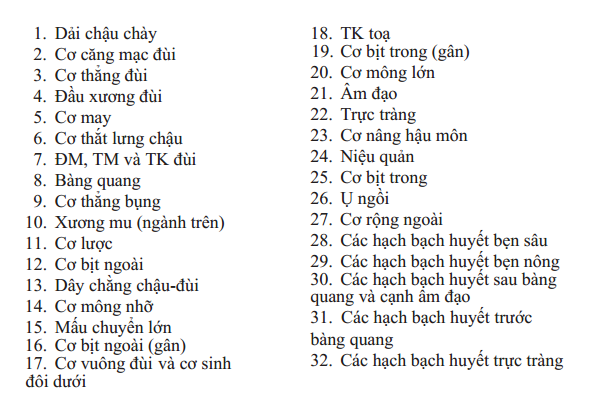 1. Dải chậu chày
2. Cơ căng mạc đùi
3. Cơ thẳng đùi
4. Đầu xương đùi
5. Cơ may
6. Cơ thắt lưng chậu
7. ĐM, TM và TK đùi
8. Bàng quang
9. Cơ thẳng bụng
10. Xương mu (ngành trên)
11. Cơ lược
12. Cơ bịt ngoài
13. Dây chằng chậu-đùi
14. Cơ mông nhỡ
15. Mấu chuyển lớn
16. Cơ bịt ngoài (gân)
17. Cơ vuông đùi và cơ sinh
đôi dưới
18. TK toạ
19. Cơ bịt trong (gân)
20. Cơ mông lớn
21. Âm đạo
22. Trực tràng
23. Cơ nâng hậu môn
24. Niệu quản
25. Cơ bịt trong
26. Ụ ngồi
27. Cơ rộng ngoài
28. Các hạch bạch huyết bẹn sâu
29. Các hạch bạch huyết bẹn nông
30. Các hạch bạch huyết sau bàng
quang và cạnh âm đạo
31. Các hạch bạch huyết trước
bàng quang
32. Các hạch bạch huyết trực tràng